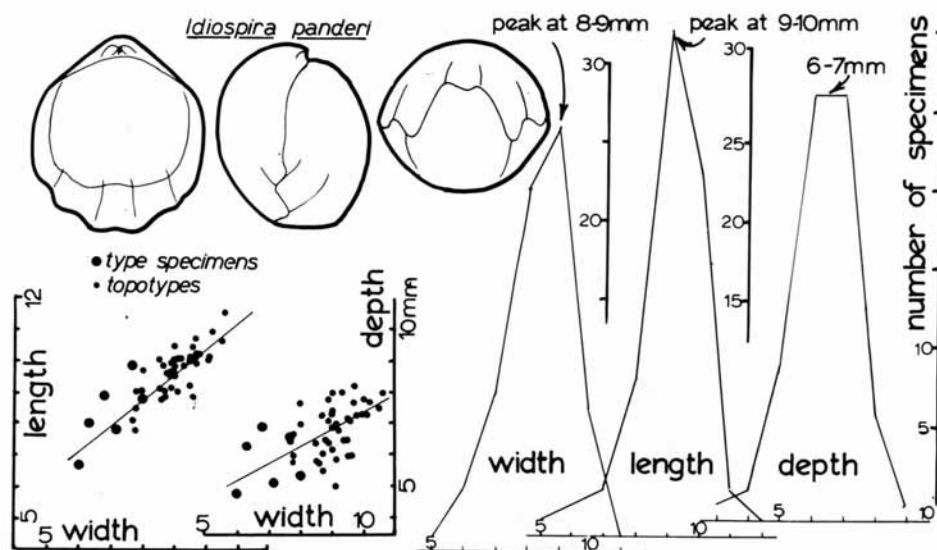 Idiospira panderi
peak at 8-9mm
peak at 9-10mm
6-7mm
number of specimens
30
20
30
25
20
15
30
25
15
10
5
type specimens
topotypes
12
length
5
5
width
5
depth
10mm
5
5
width
10
width
length
depth
5
10
5
10
5
10